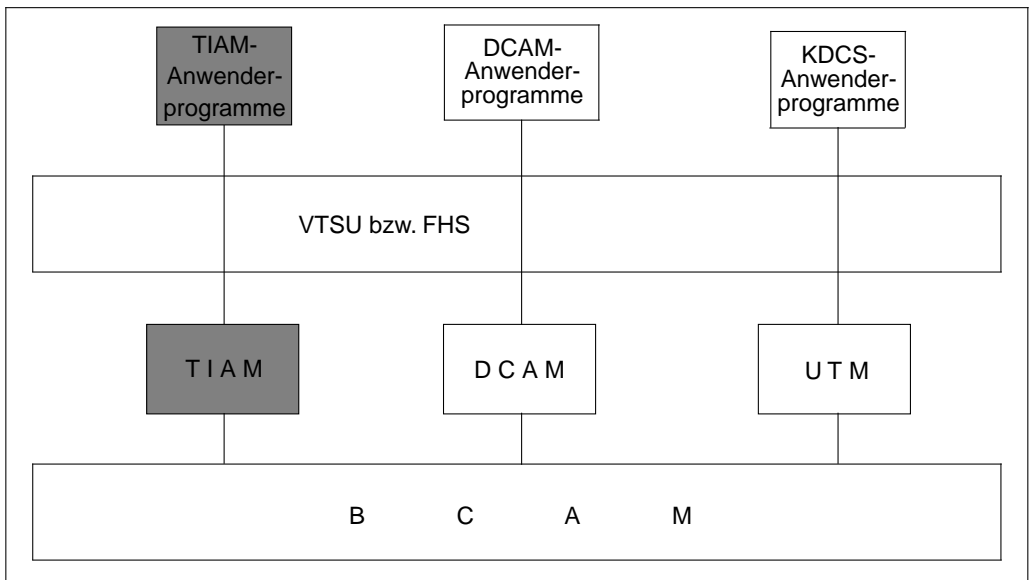 TIAM-
Anwender-
programme
DCAM-
Anwender-
programme
KDCS-
Anwender-
programme
VTSU bzw. FHS
T I A M
D C A M
U T M
B C A M